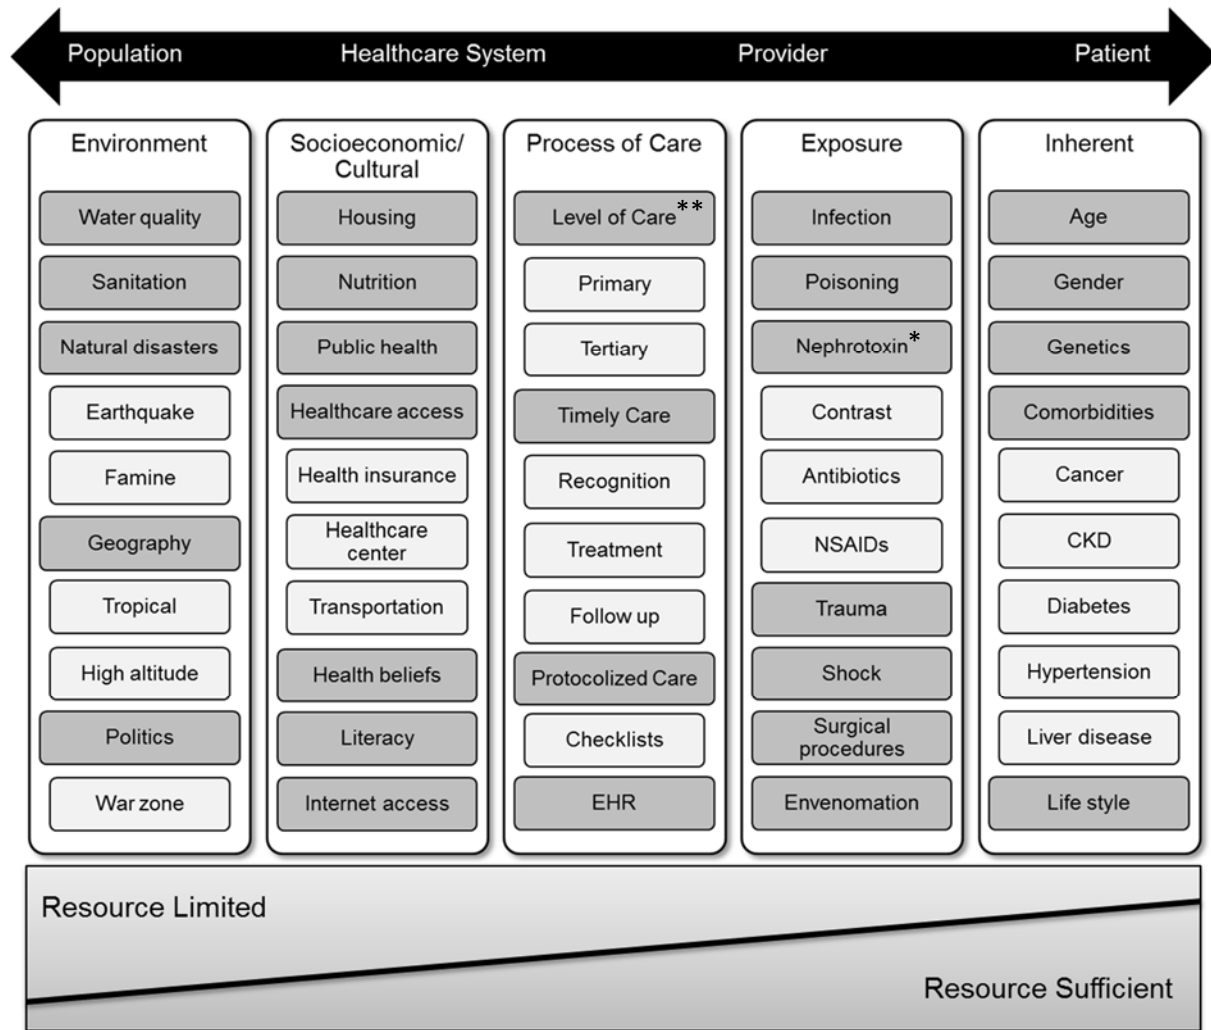 Population
Healthcare System
Provider
Patient
Environment
Water quality
Sanitation
Natural disasters
Earthquake
Famine
Geography
Tropical
High altitude
Politics
War zone
Socioeconomic/
Cultural
Housing
Nutrition
Public health
Healthcare access
Health insurance
Healthcare
center
Transportation
Health beliefs
Literacy
Internet access
Process of Care
Level of Care**
Primary
Tertiary
Timely Care
Recognition
Treatment
Follow up
Protocolized Care
Checklists
EHR
Exposure
Infection
Poisoning
Nephrotoxin*
Contrast
Antibiotics
NSAIDs
Trauma
Shock
Surgical
procedures
Envenomation
Inherent
Age
Gender
Genetics
Comorbidities
Cancer
CKD
Diabetes
Hypertension
Liver disease
Life style
Resource Limited
Resource Sufficient